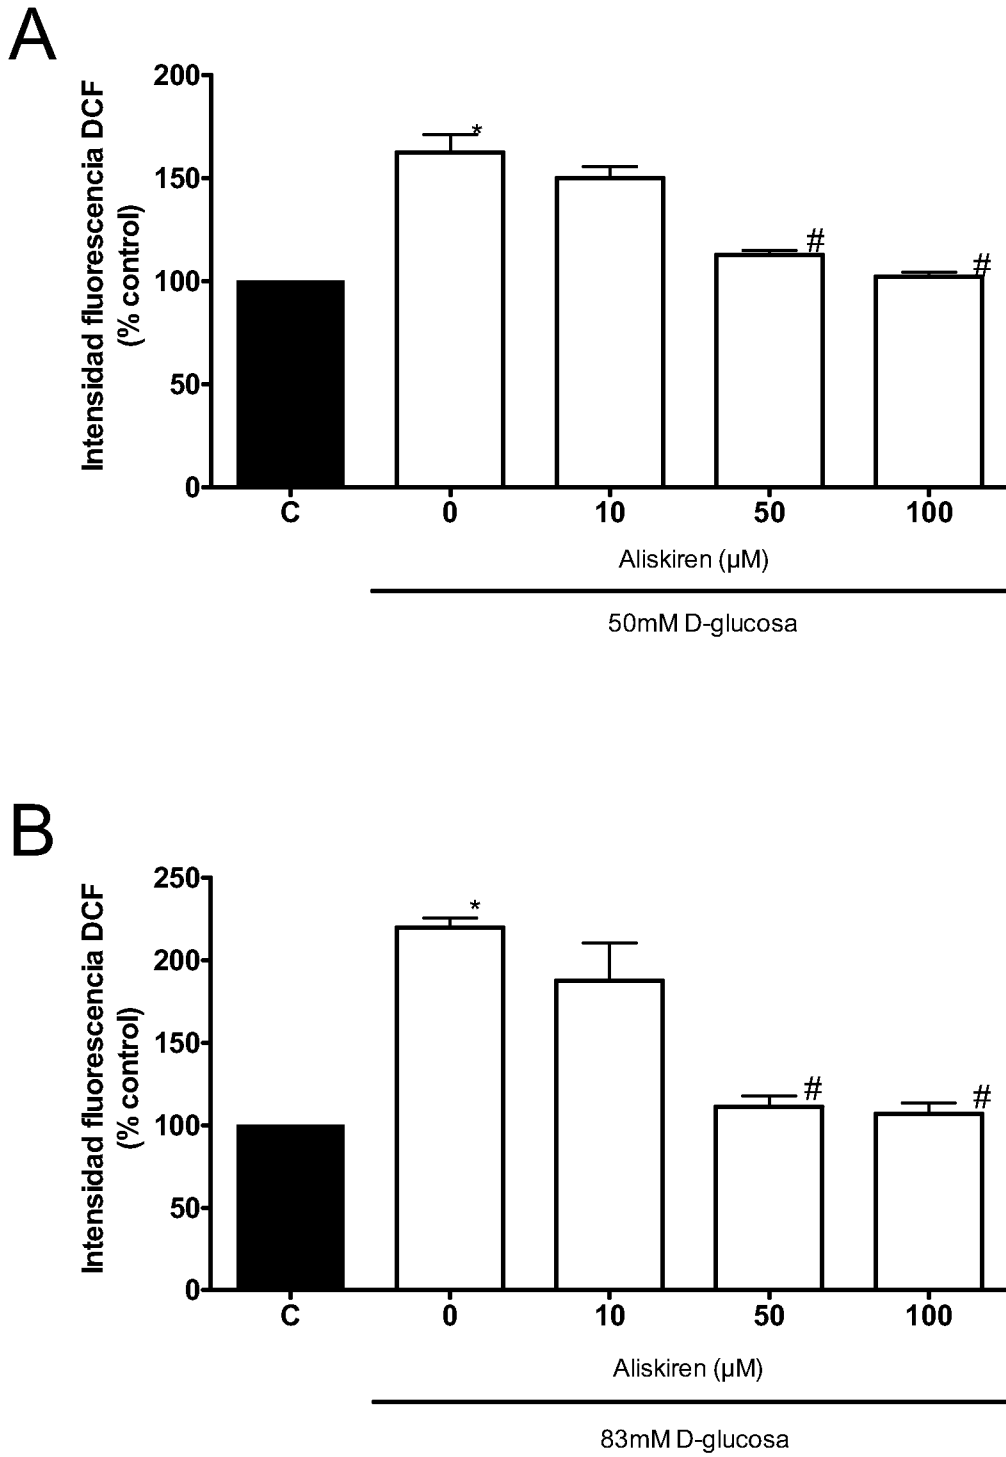 A
Intensidad fluorescencia DCF
(% control)
200
150
100
50
0
*
#
#
C 0 10 50 100
Aliskiren (µM)
50mM D-glucosa
B
Intensidad fluorescencia DCF
(% control)
250
200
150
100
50
0
*
#
#
C 0 10 50 100
Aliskiren (µM)
83mM D-glucosa